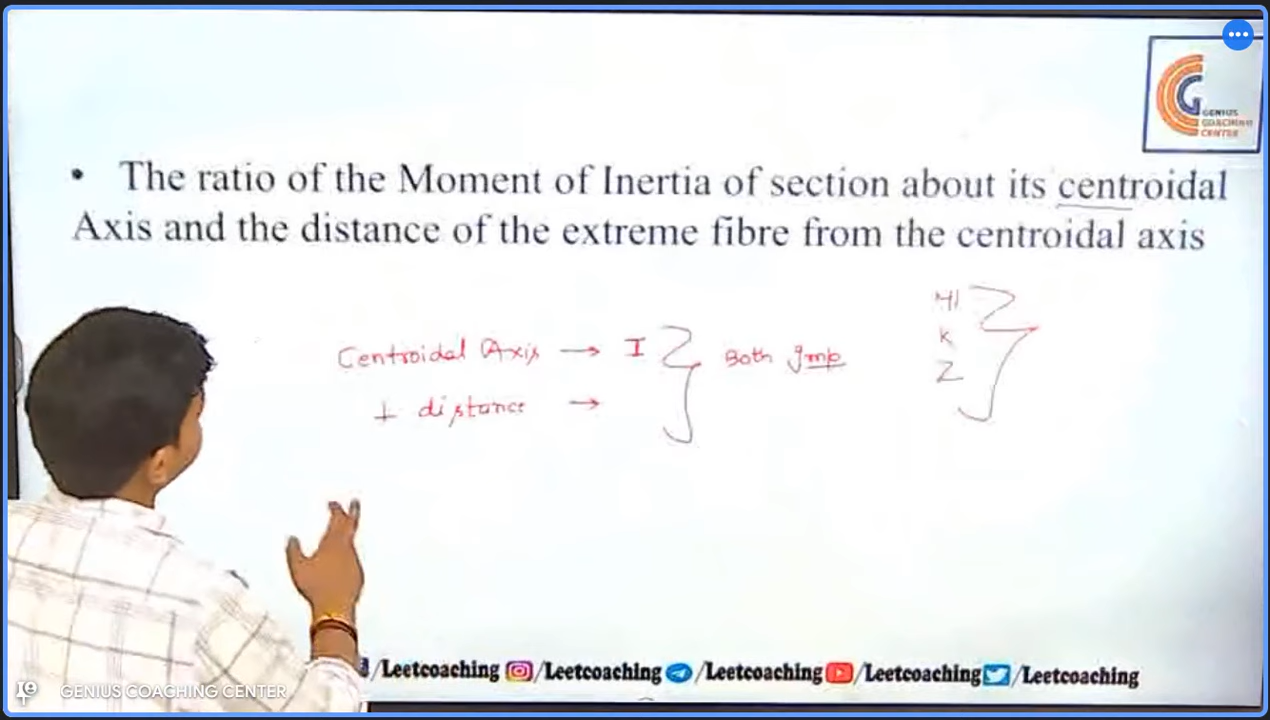 GENIUS
COACHING
CENTER
• The ratio of the Moment of Inertia of section about its centroidal
Axis and the distance of the extreme fibre from the centroidal axis
Centroidal Axis → I Both Imp
⊥ distance →
MI
K
Z
/Leetcoaching /Leetcoaching /Leetcoaching /Leetcoaching /Leetcoaching
GENIUS COACHING CENTER